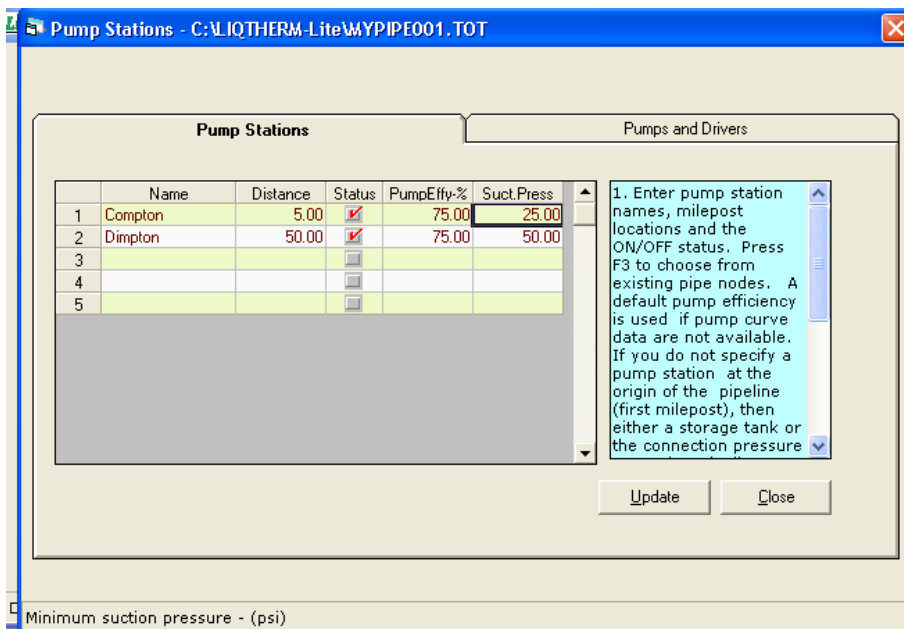 Pump Stations - C:\LIQTHERM-Lite\MYPIPE001.TOT
Pump Stations Pumps and Drivers
Name Distance Status PumpEffy-% Suct.Press
1 Compton 5.00 75.00 25.00
2 Dimpton 50.00 75.00 50.00
3
4
5
1. Enter pump station
names, milepost
locations and the
ON/OFF status. Press
F3 to choose from
existing pipe nodes. A
default pump efficiency
is used if pump curve
data are not available.
If you do not specify a
pump station at the
origin of the pipeline
(first milepost), then
either a storage tank or
the connection pressure
Update Close
Minimum suction pressure - (psi)